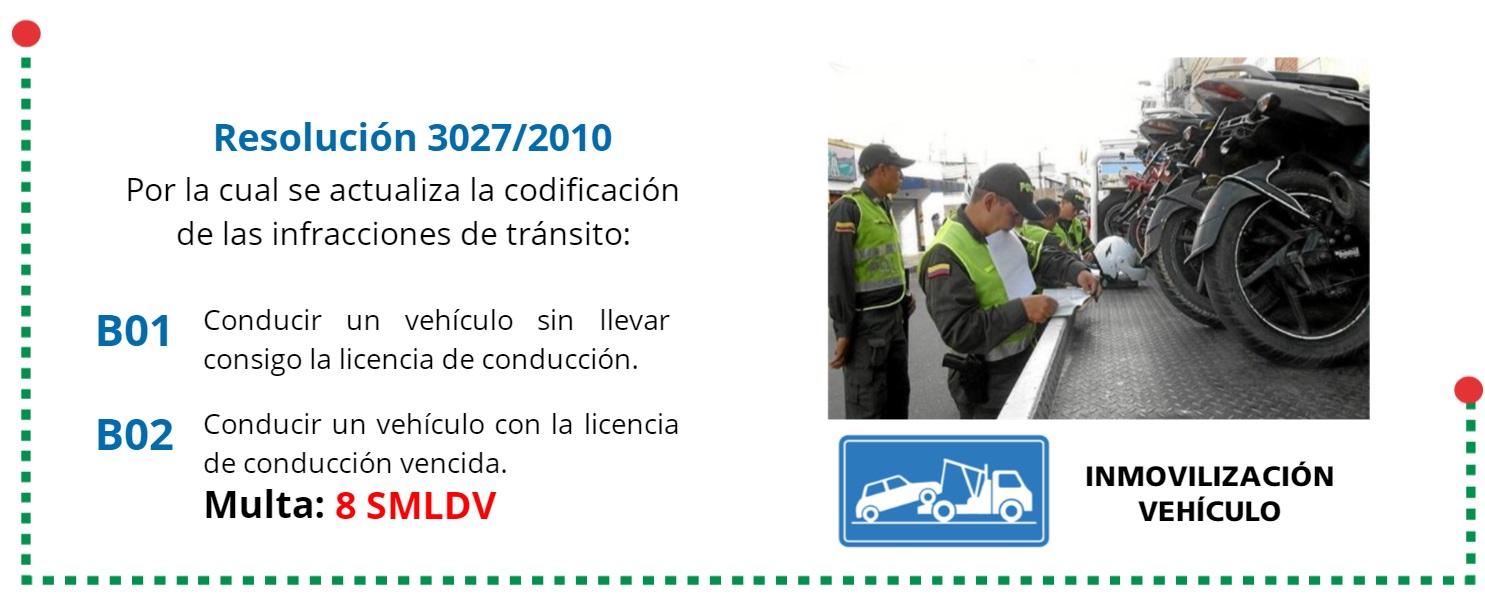 Resolución 3027/2010
Por la cual se actualiza la codificación
de las infracciones de tránsito:
B01 Conducir un vehículo sin llevar
consigo la licencia de conducción.
B02 Conducir un vehículo con la licencia
de conducción vencida.
Multa: 8 SMLDV
INMOVILIZACIÓN
VEHÍCULO